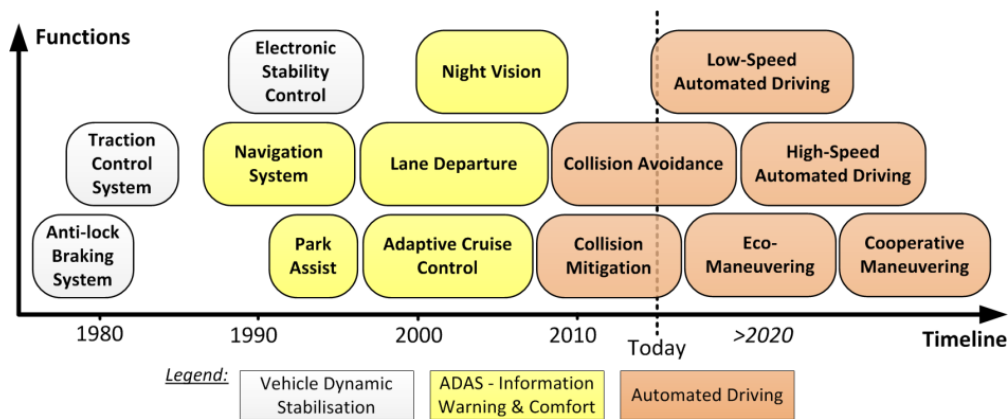 Functions
Electronic
Stability
Control
Night Vision
Low-Speed
Automated Driving
Traction
Control
System
Navigation
System
Lane Departure
Collision Avoidance
High-Speed
Automated Driving
Anti-lock
Braking
System
Park
Assist
Adaptive Cruise
Control
Collision
Mitigation
Eco-
Maneuvering
Cooperative
Maneuvering
1980
1990
2000
2010
Today
>2020
Timeline
Legend:
Vehicle Dynamic
Stabilisation
ADAS - Information
Warning & Comfort
Automated Driving